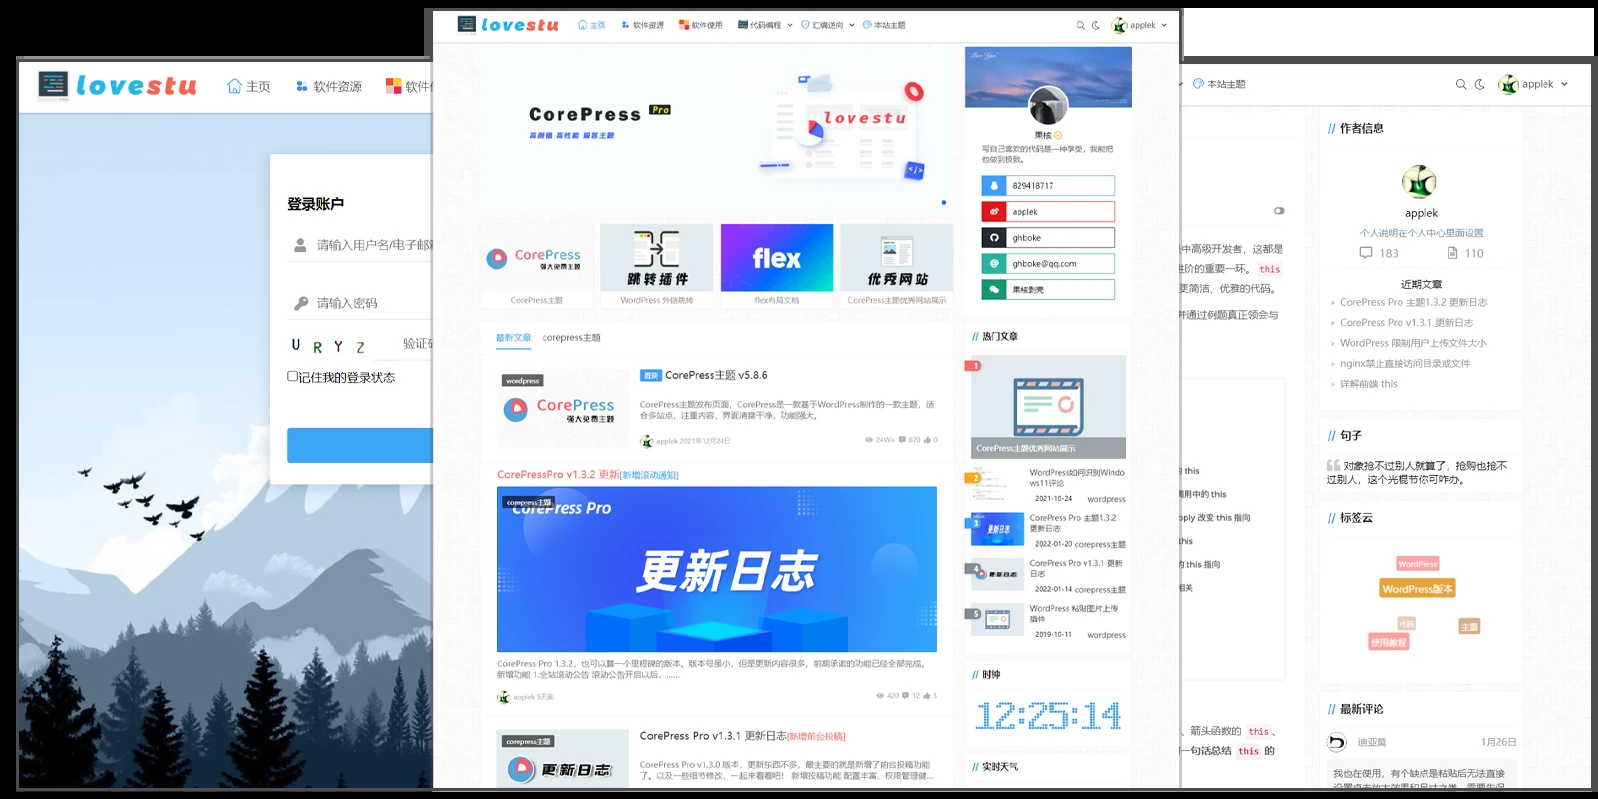 lovestu
主页
软件资源
登录账户
请输入用户名/电子邮箱
请输入密码
U R Y Z
记住我的登录状态
lovestu
主页
软件资源
软件使用
代码编程
汇编逆向
本站主题
applek
CorePress Pro
高颜值 高性能 极客主题
lovestu
CorePress
强大免费主题
CorePress主题
跳转插件
WordPress 外链跳转
flex
flex布局文档
优秀网站
CorePress主题优秀网站展示
最新文章
corepress主题
wordpress
CorePress
强大免费主题
置顶 CorePress主题 v5.8.6
CorePress主题发布页面，CorePress是一款基于WordPress制作的一款主题，适
合多站点，注重内容，界面清爽干净，功能强大。
applek 2021年12月24日
24W+ 670 0
CorePressPro v1.3.2 更新[新增滚动通知]
corepress主题
CorePress Pro
更新日志
CorePress Pro 1.3.2，也可以算一个里程碑的版本。版本号虽小，但是更新内容很多，前期承诺的功能已经全部完成。
新增功能 1.全站滚动公告 滚动公告开启以后，……
applek 5天前
420 12 3
corepress主题
更新日志
CorePress Pro v1.3.1 更新日志[新增前台投稿]
CorePress Pro v1.3.0 版本，更新东西不多，最主要的就是新增了前台投稿功能
了。以及一些细节修改，一起来看看吧！ 新增投稿功能 配置丰富，权限管理健...
果核
写自己喜欢的代码是一种享受，我能把
他做到极致。
829418717
applek
ghboke
ghboke@qq.com
果核剥壳
// 热门文章
1
CorePress主题优秀网站展示
2
WordPress如何识别Windo
ws11评论
2021-10-24 wordpress
3
更新日志
CorePress Pro 主题1.3.2
更新日志
2022-01-20 corepress主题
4
更新日志
CorePress Pro v1.3.1 更新
日志
2022-01-14 corepress主题
5
WordPress 粘贴图片上传
插件
2019-10-11 wordpress
// 时钟
12:25:14
// 实时天气
本站主题
applek
中高级开发者，这都是
进阶的重要一环。 this
更简洁、优雅的代码。
并通过例题真正领会与
的 this
调用中的 this
pply 改变 this 指向
this
的 this 指向
相关
、箭头函数的 this 、
一句话总结 this 的
// 作者信息
applek
个人说明在个人中心里面设置
183
110
近期文章
CorePress Pro 主题1.3.2 更新日志
CorePress Pro v1.3.1 更新日志
WordPress 限制用户上传文件大小
nginx禁止直接访问目录或文件
详解前端 this
// 句子
对象抢不过别人就算了，抢购也抢不
过别人，这个光棍节你可咋办。
// 标签云
WordPress
WordPress版本
代码
主题
使用教程
// 最新评论
迪亚莫
1月26日
我也在使用，有个缺点是粘贴后无法直接